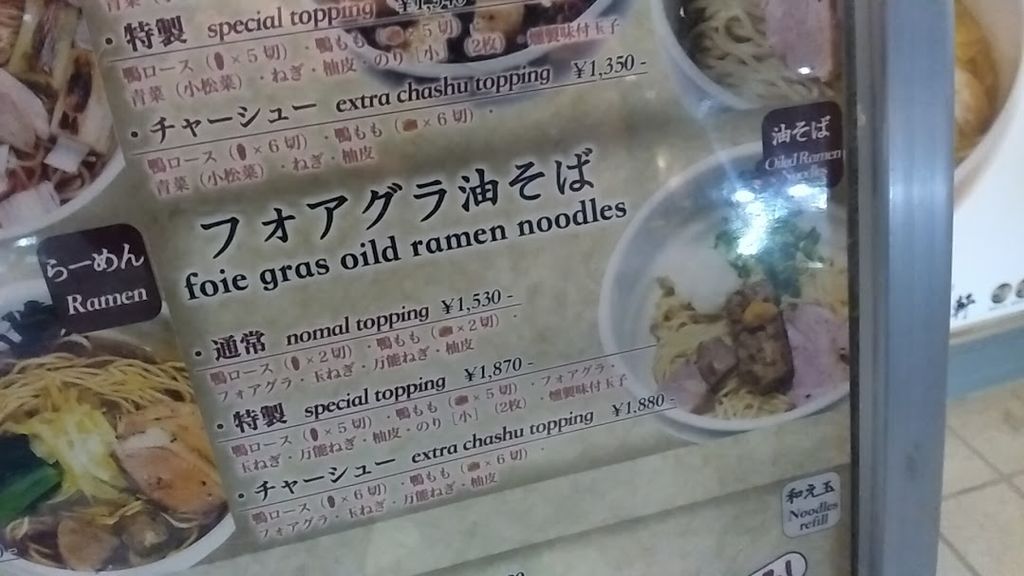 特製 special topping
鴨ロース（×５切）・鴨もも（×５切）
青菜（小松菜）・ねぎ・柚皮・のり［小］（2枚）・燻製味付玉子
・チャーシュー extra chashu topping ¥1,350-
鴨ロース（×６切）・鴨もも（×６切）・
青菜（小松菜）・ねぎ・柚皮
油そば
Oiled Ramen
Noodles
フォアグラ油そば
foie gras oild ramen noodles
らーめん
Ramen
・通常 nomal topping ¥1,530-
鴨ロース（×２切）・鴨もも（×２切）・
フォアグラ・玉ねぎ・万能ねぎ・柚皮
・特製 special topping ¥1,870-
鴨ロース（×５切）・鴨もも（×５切）・フォアグラ・
玉ねぎ・万能ねぎ・柚皮・のり［小］（2枚）・燻製味付玉子
・チャーシュー extra chashu topping ¥1,880-
鴨ロース（×６切）・鴨もも（×６切）・
フォアグラ・玉ねぎ・万能ねぎ・柚皮
和え玉
Noodles
refill
軒